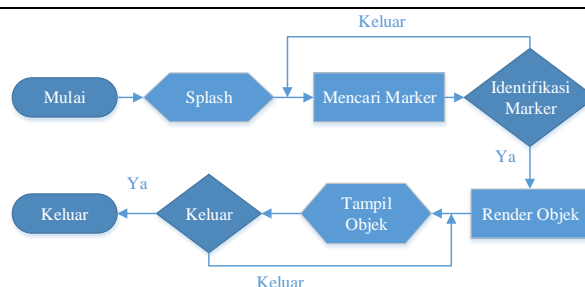 Keluar
Mulai
Splash
Mencari Marker
Identifikasi
Marker
Ya
Ya
Keluar
Keluar
Tampil
Objek
Render Objek
Keluar